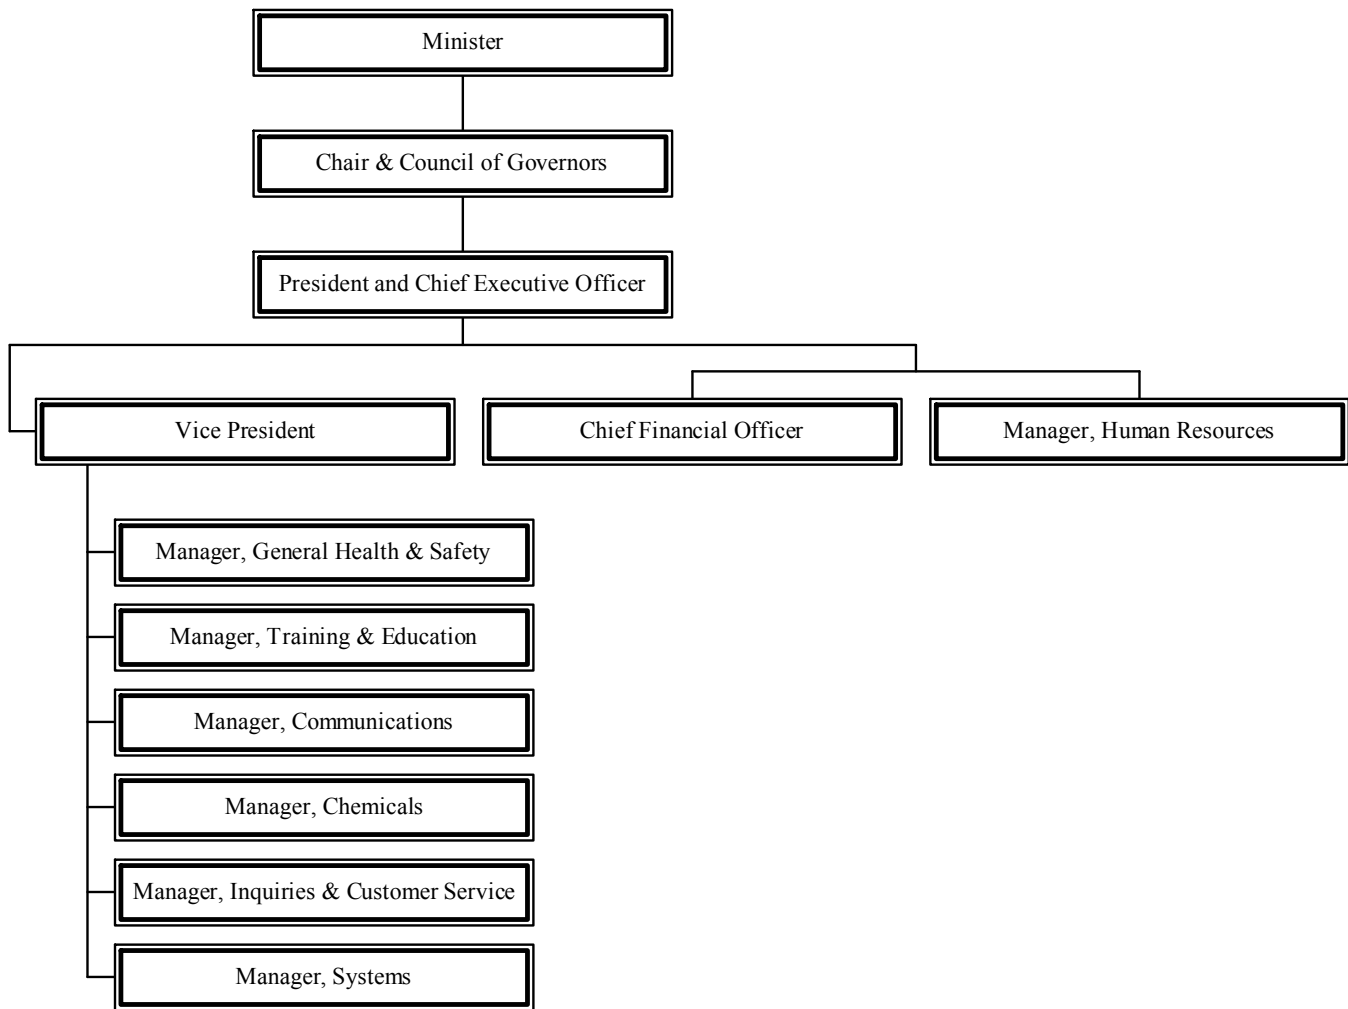 Minister
Chair & Council of Governors
President and Chief Executive Officer
Vice President
Chief Financial Officer
Manager, Human Resources
Manager, General Health & Safety
Manager, Training & Education
Manager, Communications
Manager, Chemicals
Manager, Inquiries & Customer Service
Manager, Systems